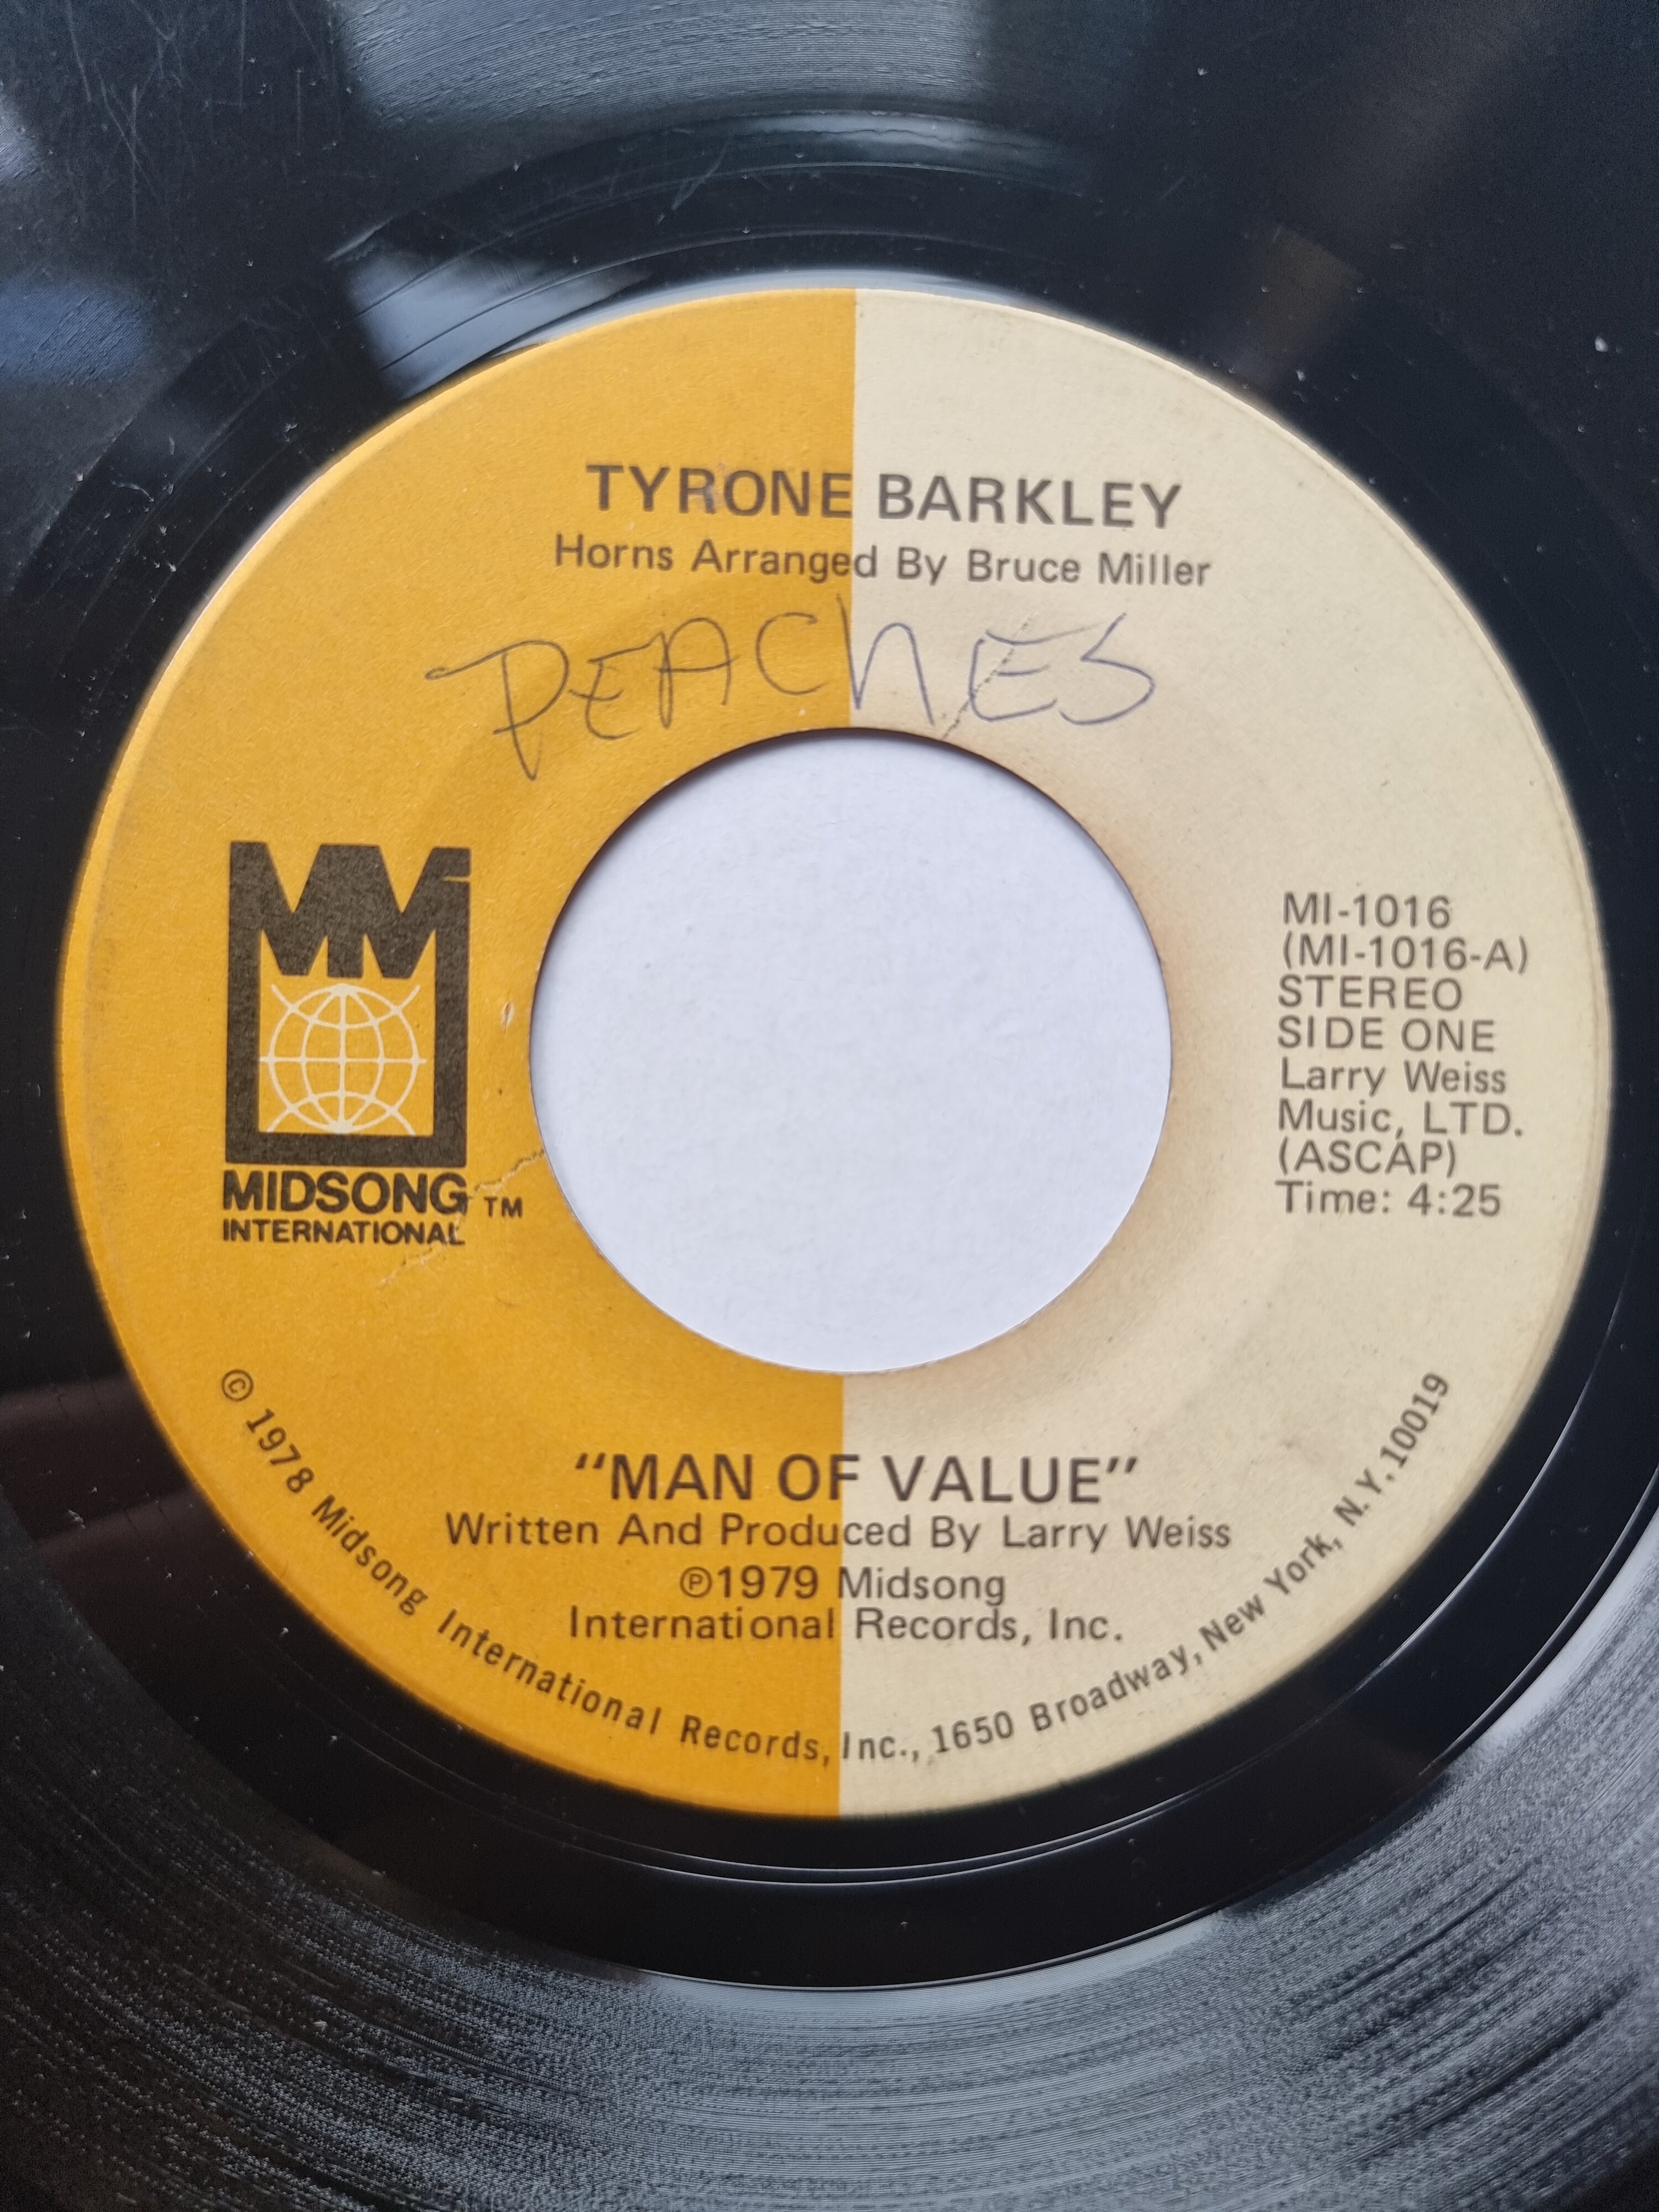 TYRONE BARKLEY
Horns Arranged By Bruce Miller
PEACHES
MIDSONG TM
INTERNATIONAL
MI-1016
(MI-1016-A)
STEREO
SIDE ONE
Larry Weiss
Music, LTD.
(ASCAP)
Time: 4:25
“MAN OF VALUE”
Written And Produced By Larry Weiss
℗1979 Midsong
International Records, Inc.
© 1978 Midsong International Records, Inc., 1650 Broadway, New York, N.Y. 10019